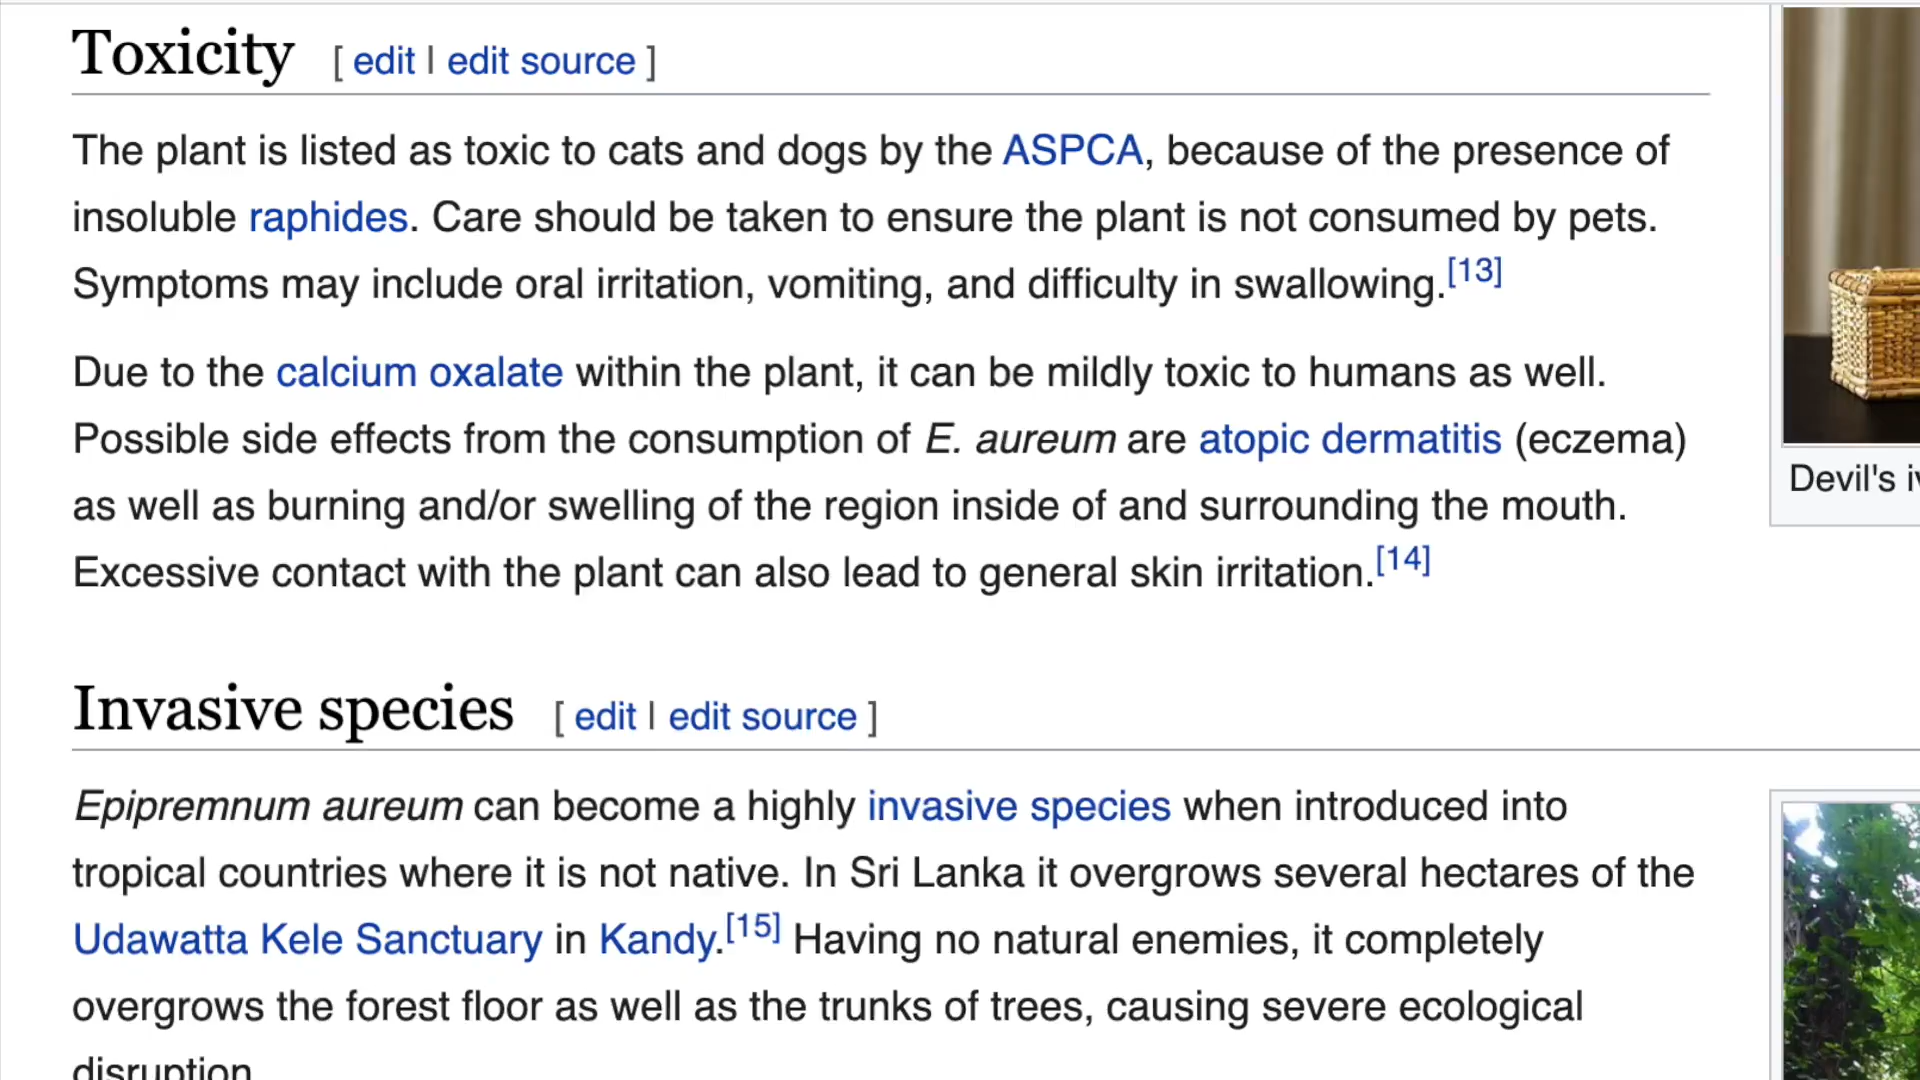 Toxicity [ edit | edit source ]
The plant is listed as toxic to cats and dogs by the ASPCA, because of the presence of
insoluble raphides. Care should be taken to ensure the plant is not consumed by pets.
Symptoms may include oral irritation, vomiting, and difficulty in swallowing.[13]
Due to the calcium oxalate within the plant, it can be mildly toxic to humans as well.
Possible side effects from the consumption of E. aureum are atopic dermatitis (eczema)
as well as burning and/or swelling of the region inside of and surrounding the mouth.
Excessive contact with the plant can also lead to general skin irritation.[14]
Devil's
Invasive species [ edit | edit source ]
Epipremnum aureum can become a highly invasive species when introduced into
tropical countries where it is not native. In Sri Lanka it overgrows several hectares of the
Udawatta Kele Sanctuary in Kandy.[15] Having no natural enemies, it completely
overgrows the forest floor as well as the trunks of trees, causing severe ecological
disruption